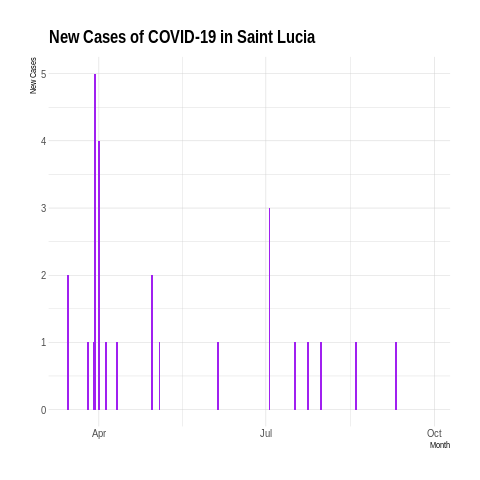 New Cases of COVID-19 in Saint Lucia
New Cases
5
4
3
2
1
0
Apr
Jul
Oct
Month